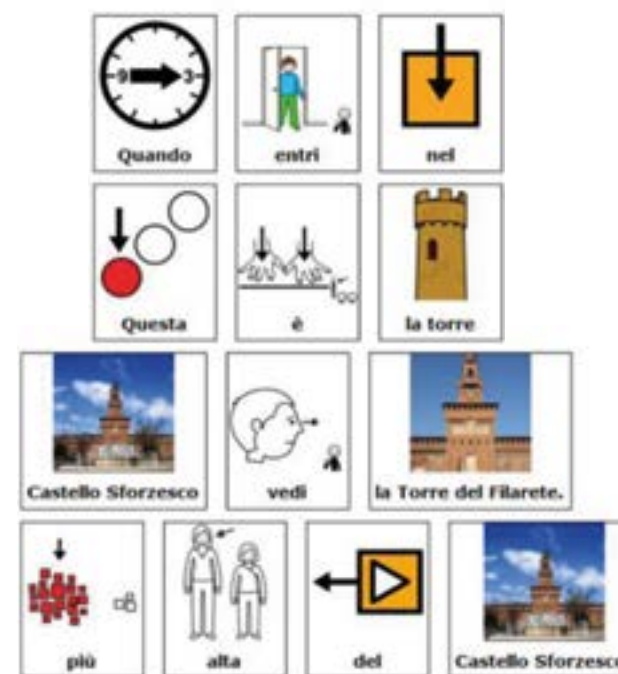 Quando entri nel
Questa è la torre
Castello Sforzesco vedi la Torre del Filarete.
più alta del Castello Sforzesco